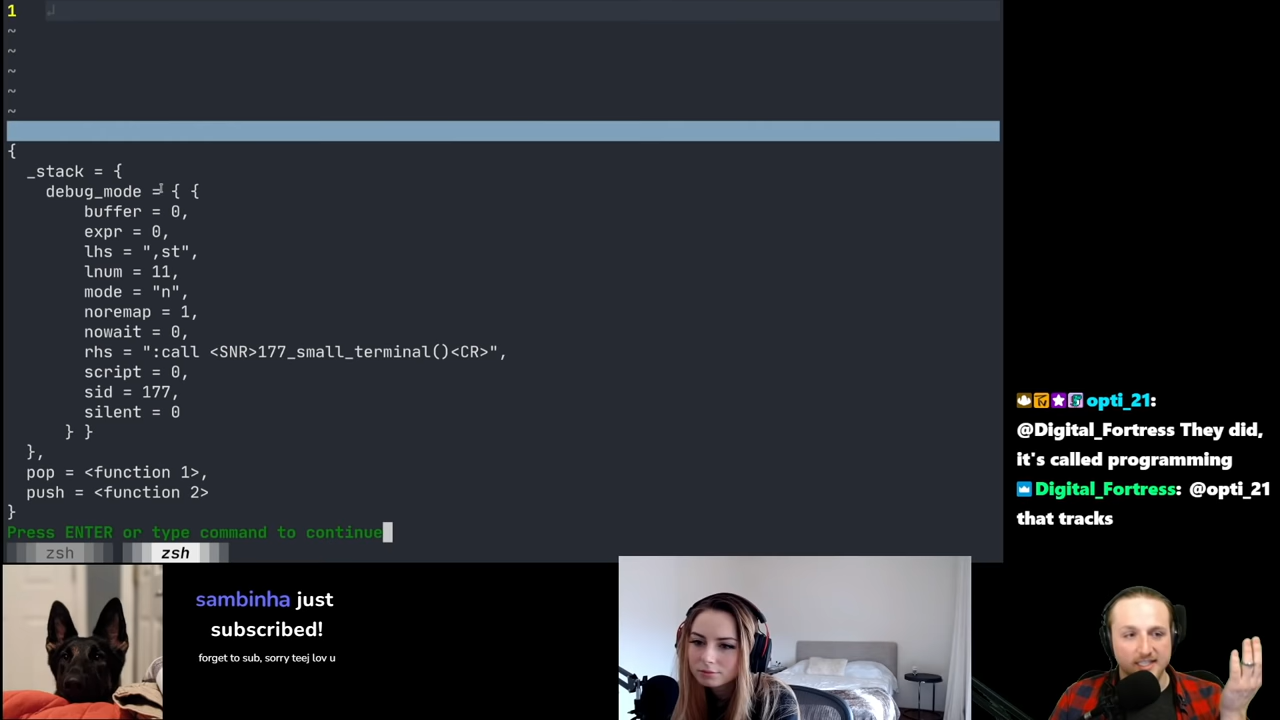 1
~
~
~
~
~
{
_stack = {
debug_mode = { {
buffer = 0,
expr = 0,
lhs = ",st",
lnum = 11,
mode = "n",
noremap = 1,
nowait = 0,
rhs = ":call <SNR>177_small_terminal()<CR>",
script = 0,
sid = 177,
silent = 0
} }
},
pop = <function 1>,
push = <function 2>
}
Press ENTER or type command to continue
zsh zsh
opti_21:
@Digital_Fortress They did,
it's called programming
Digital_Fortress: @opti_21
that tracks
sambinha just
subscribed!
forget to sub, sorry teej lov u